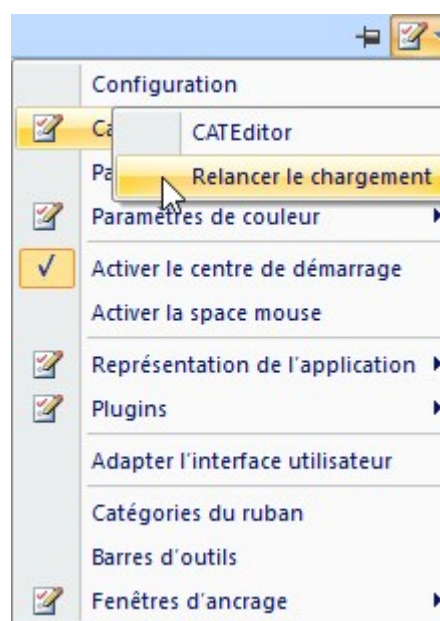 Configuration
Ca
CATEditor
Pa
Relancer le chargement
Paramètres de couleur
Activer le centre de démarrage
Activer la space mouse
Représentation de l'application
Plugins
Adapter l'interface utilisateur
Catégories du ruban
Barres d'outils
Fenêtres d'ancrage